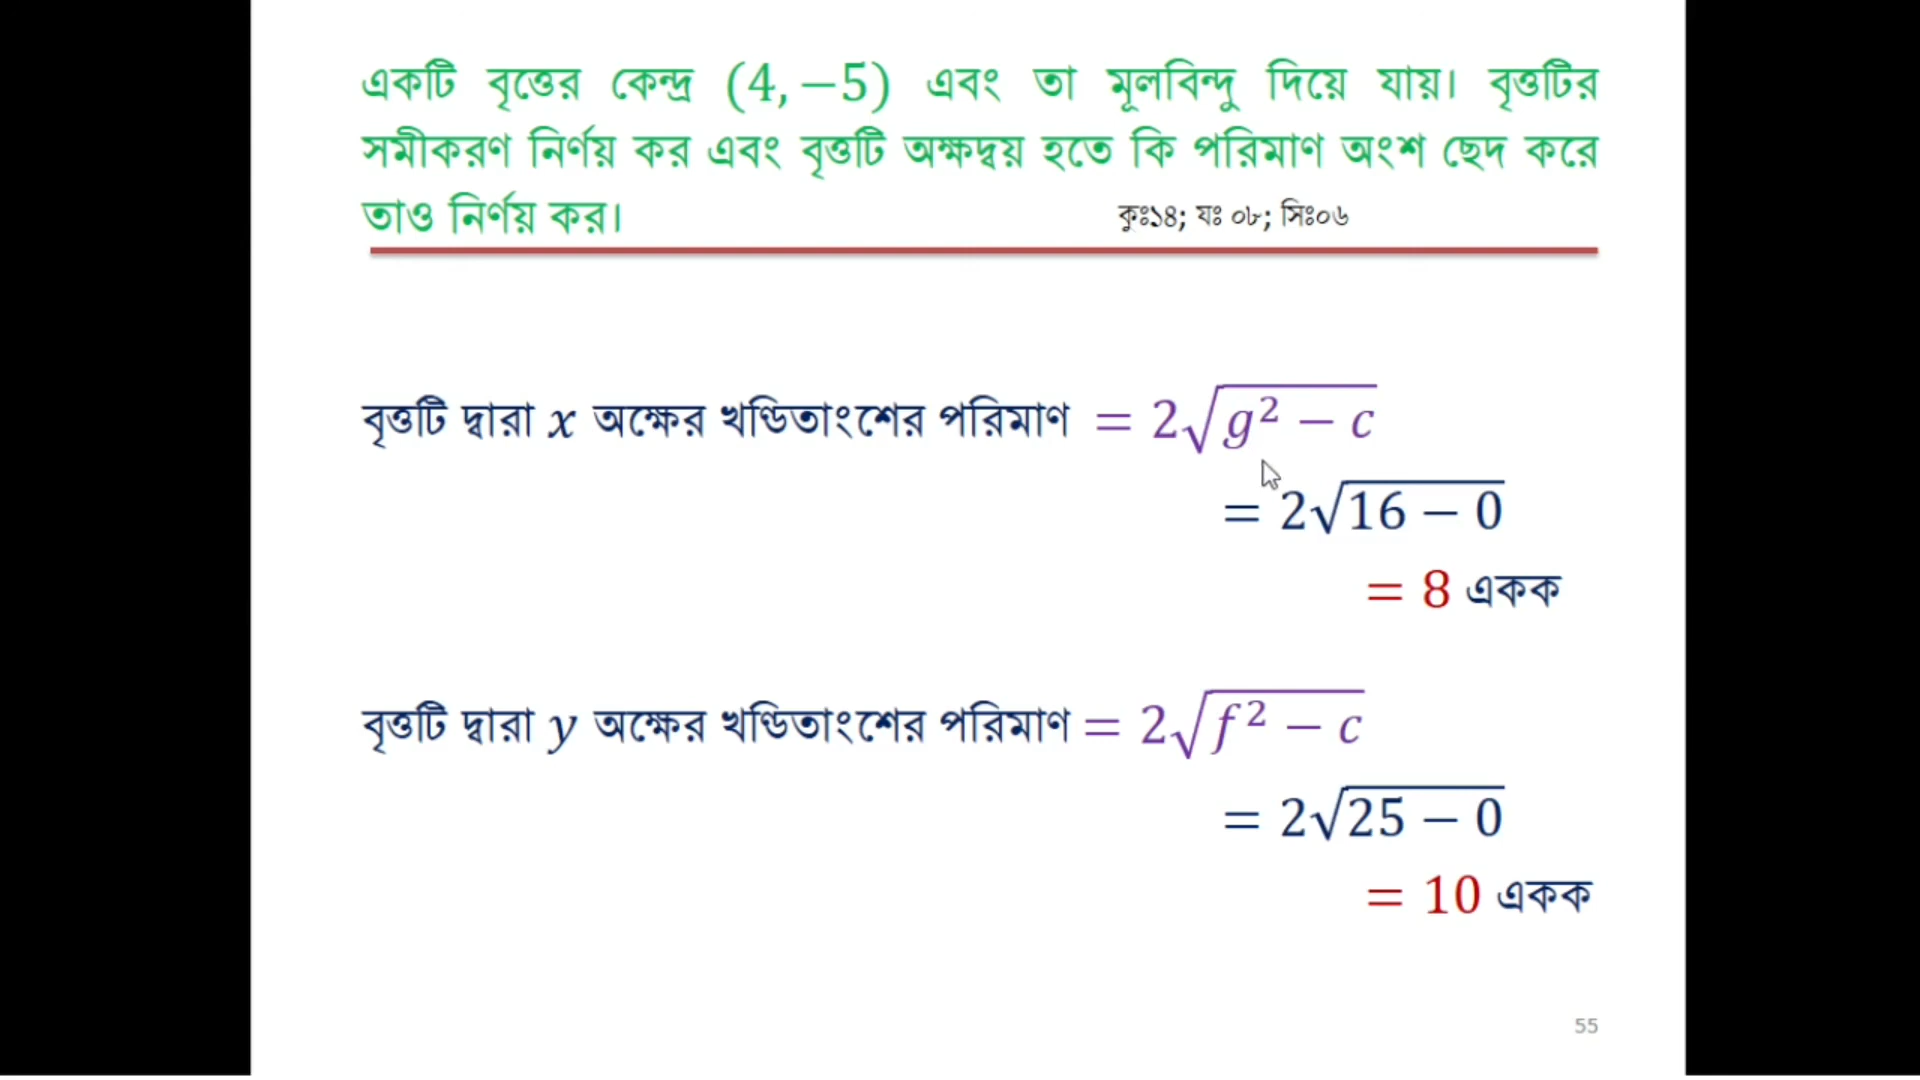 একটি বৃত্তের কেন্দ্র (4, −5) এবং তা মূলবিন্দু দিয়ে যায়। বৃত্তটির
সমীকরণ নির্ণয় কর এবং বৃত্তটি অক্ষদ্বয় হতে কি পরিমাণ অংশ ছেদ করে
তাও নির্ণয় কর। কুঃ১৪; যঃ ০৮; সিঃ০৬
বৃত্তটি দ্বারা x অক্ষের খণ্ডিতাংশের পরিমাণ = 2√(g² − c)
= 2√(16 − 0)
= 8 একক
বৃত্তটি দ্বারা y অক্ষের খণ্ডিতাংশের পরিমাণ = 2√(f² − c)
= 2√(25 − 0)
= 10 একক
55